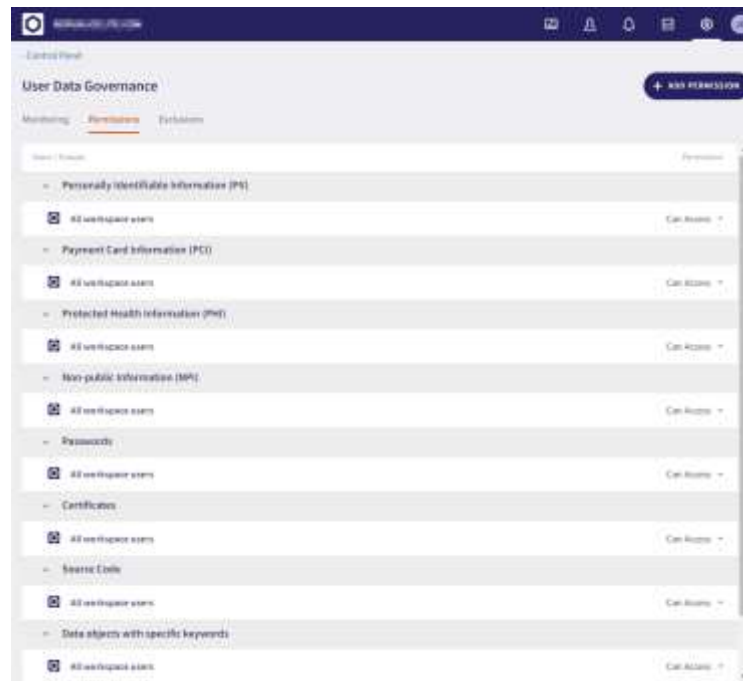 Control Panel
User Data Governance
+ ADD PERMISSION
Monitoring Permissions Exclusions
Permissions
Personally Identifiable Information (PII)
All workspace users Can Access
Payment Card Information (PCI)
All workspace users Can Access
Protected Health Information (PHI)
All workspace users Can Access
Non-public Information (NPI)
All workspace users Can Access
Passwords
All workspace users Can Access
Certificates
All workspace users Can Access
Source Code
All workspace users Can Access
Data objects with specific keywords
All workspace users Can Access